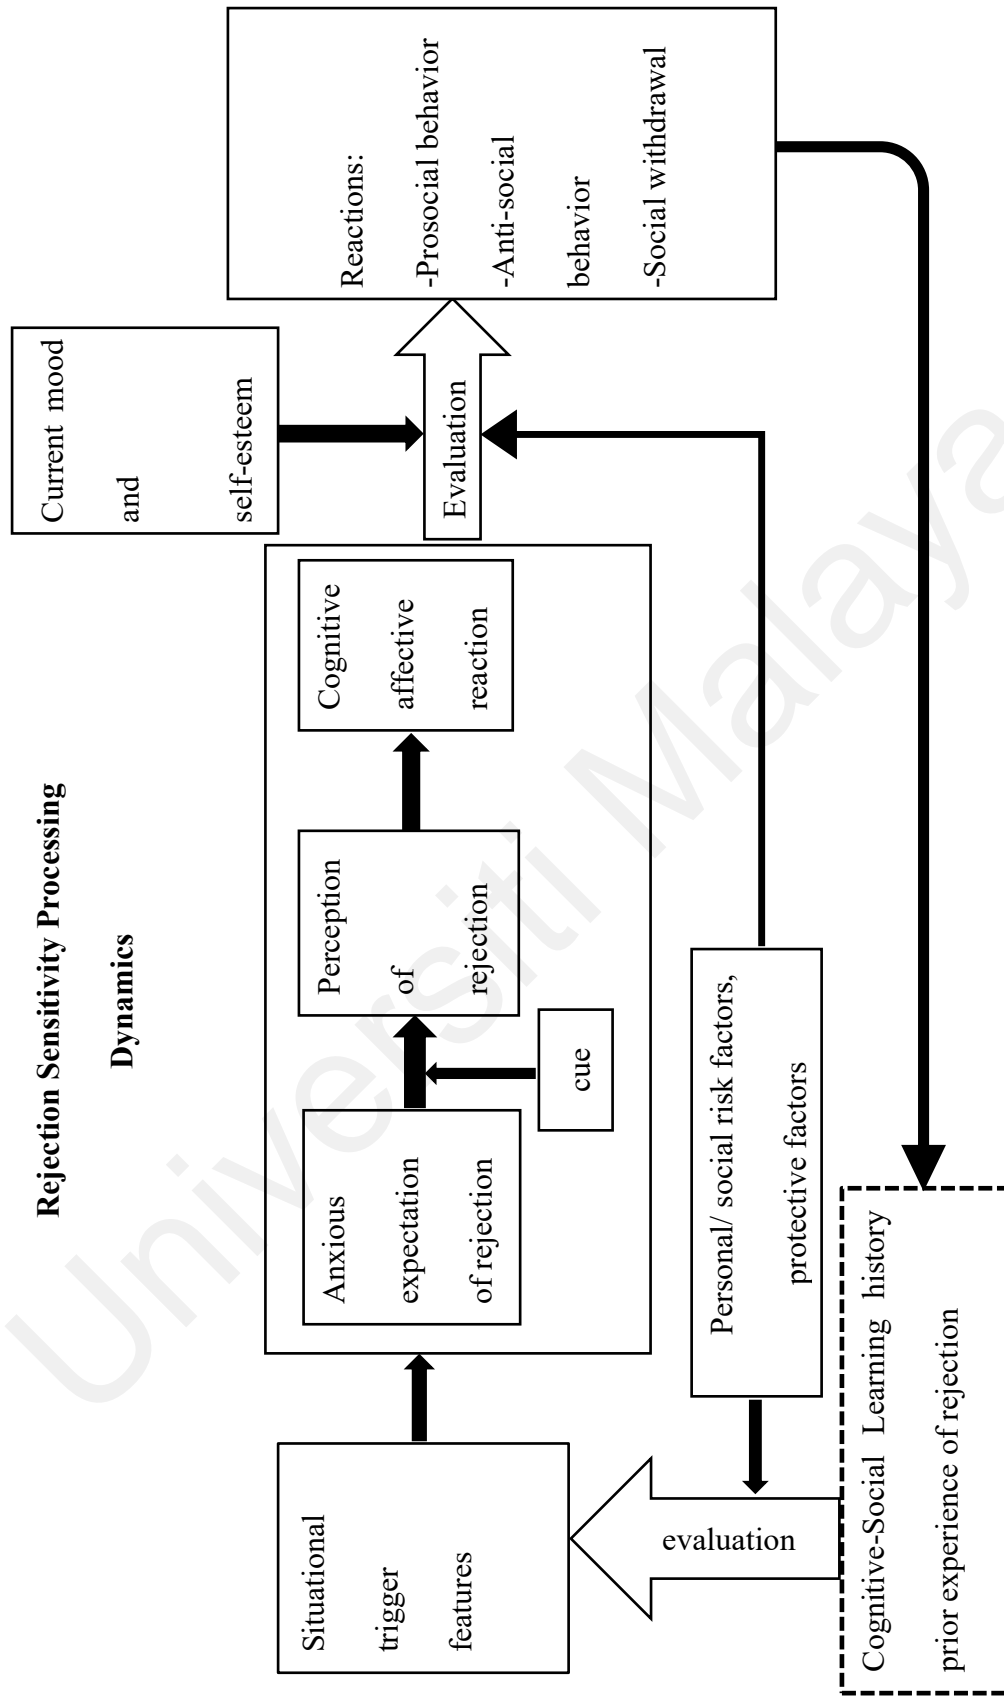 Rejection Sensitivity Processing
Dynamics
Current mood
and
self-esteem
Situational
trigger
features
Anxious
expectation
of rejection
Perception
of
rejection
Cognitive
affective
reaction
cue
Evaluation
Reactions:
-Prosocial behavior
-Anti-social
behavior
-Social withdrawal
evaluation
Personal/ social risk factors,
protective factors
Cognitive-Social Learning history
prior experience of rejection
Universiti Malaya